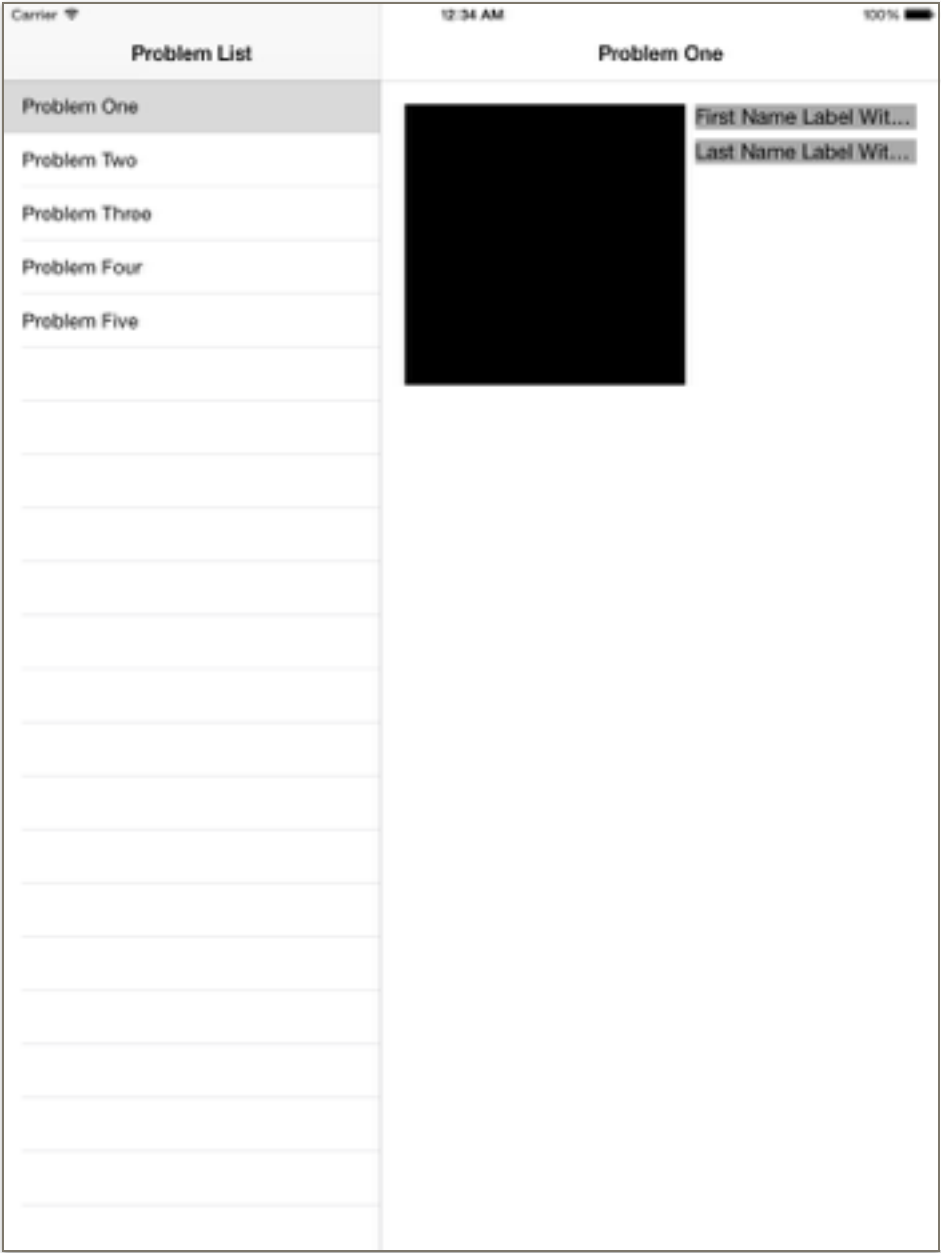 Carrier 12:34 AM 100%
Problem List
Problem One
Problem Two
Problem Three
Problem Four
Problem Five
Problem One
First Name Label Wit...
Last Name Label Wit...